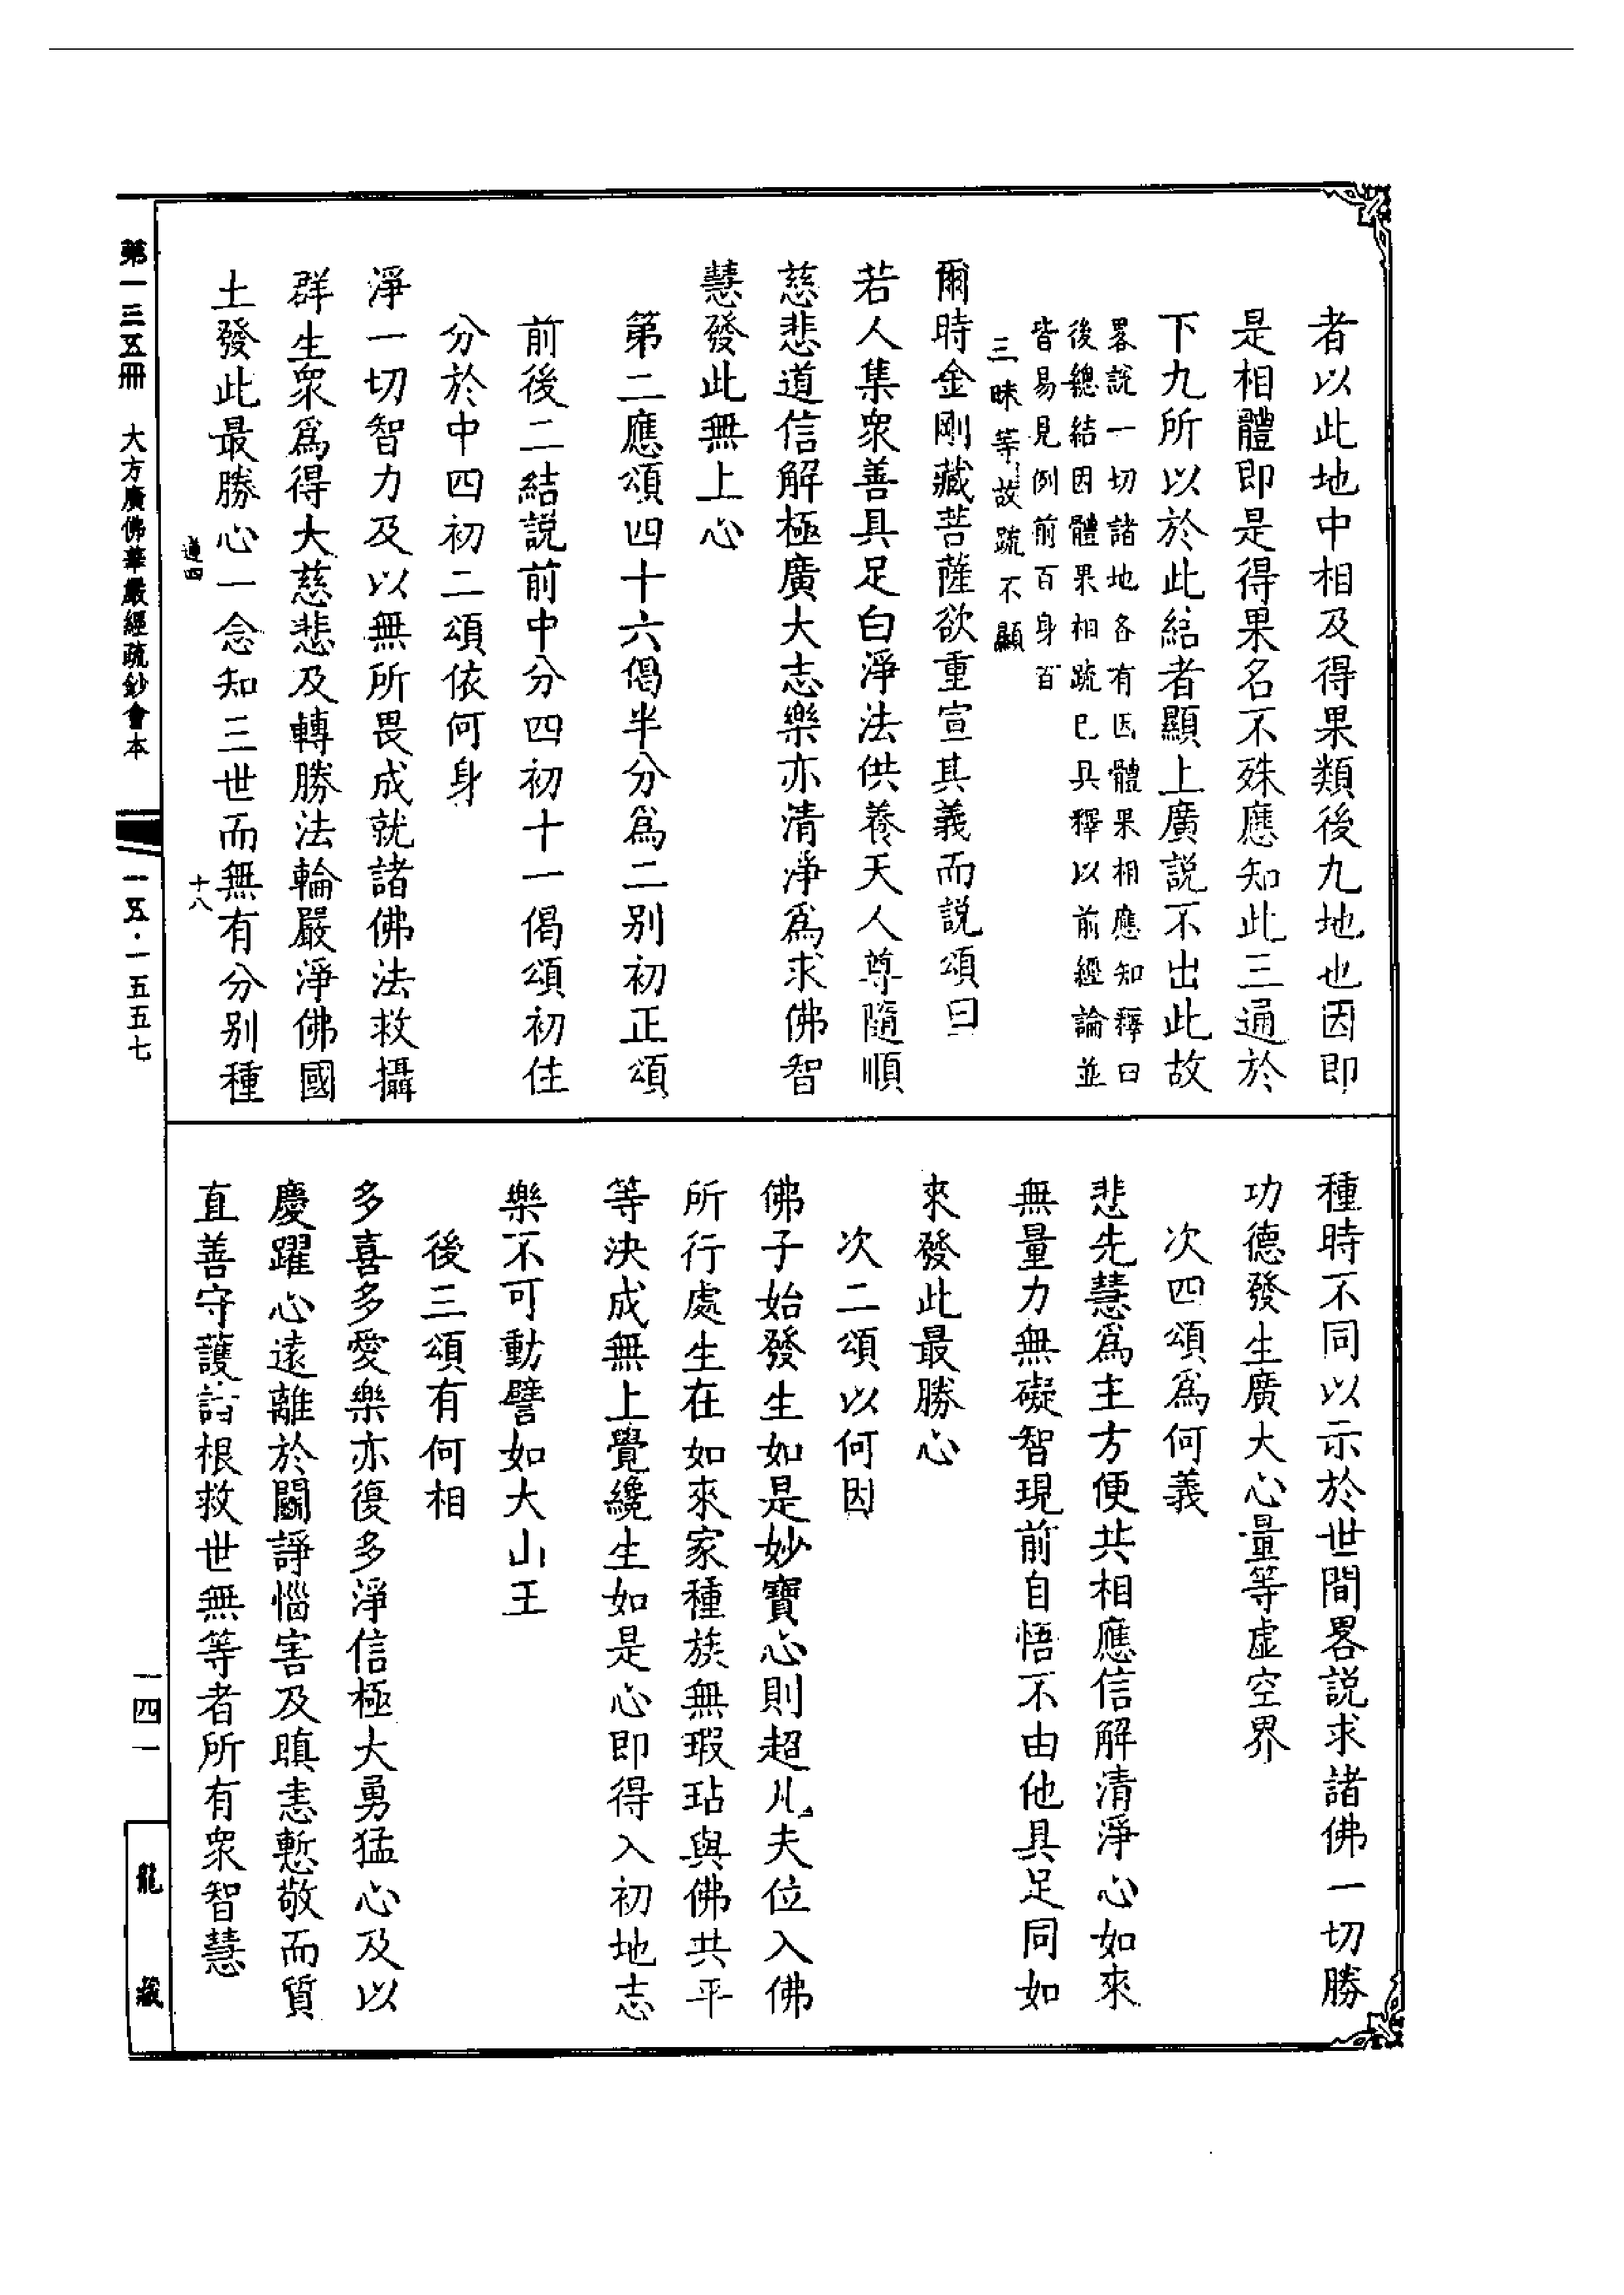 者以此地中相及得果類後九地也因即
是相體即是得果名不殊應知此三通於
下九所以於此結者顯上廣説不出此故
畧説一切諸地各有因體果相應知釋曰
後總結因體果相疏已具釋以前經論並
皆易見例前百身百
三昧等故疏不顯
爾時金剛藏菩薩欲重宣其義而説頌曰
若人集衆善具足白淨法供養天人尊隨順
慈悲道信解極廣大志樂亦清淨爲求佛智
慧發此無上心
第二應頌四十六偈半分爲二别初正頌
前後二結説前中分四初十一偈頌初住
分於中四初二頌依何身
淨一切智力及以無所畏成就諸佛法救攝
群生衆爲得大慈悲及轉勝法輪嚴淨佛國
土發此最勝心一念知三世而無有分别種
種時不同以示於世間畧説求諸佛一切勝
功德發生廣大心量等虛空界
次四頌爲何義
悲先慧爲主方便共相應信解清淨心如來
無量力無礙智現前自悟不由他具足同如
來發此最勝心
次二頌以何因
佛子始發生如是妙寶心則超凡夫位入佛
所行處生在如來家種族無瑕玷與佛共平
等決成無上覺纔生如是心即得入初地志
樂不可動譬如大山王
後三頌有何相
多喜多愛樂亦復多淨信極大勇猛心及以
慶躍心遠離於鬭諍惱害及瞋恚慙敬而質
直善守護諸根救世無等者所有衆智慧
十八
第一三五冊　大方廣佛華嚴經疏鈔會本
一五·一五五七
一四一
龍藏